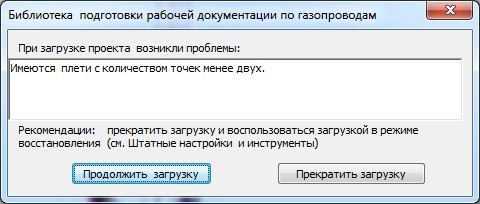 Библиотека подготовки рабочей документации по газопроводам
При загрузке проекта возникли проблемы:
Имеются плети с количеством точек менее двух.
Рекомендации: прекратить загрузку и воспользоваться загрузкой в режиме
восстановления (см. Штатные настройки и инструменты)
Продолжить загрузку Прекратить загрузку